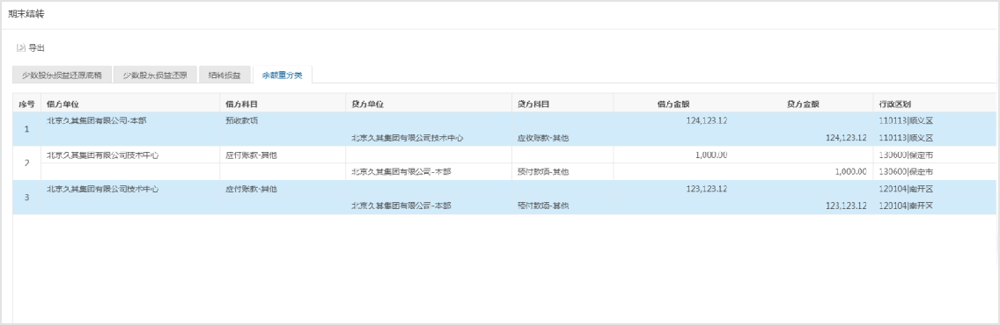 期末结转
导出
少数股东损益还原底稿 少数股东损益还原 结转损益 余额重分类
序号 借方单位 借方科目 贷方单位 贷方科目 借方金额 贷方金额 行政区划
1 北京久其集团有限公司-本部 预收款项 124,123.12 110113|顺义区
北京久其集团有限公司技术中心 应收账款-其他 124,123.12 110113|顺义区
2 北京久其集团有限公司技术中心 应付账款-其他 1,000.00 130600|保定市
北京久其集团有限公司-本部 预付款项-其他 1,000.00 130600|保定市
3 北京久其集团有限公司技术中心 应付账款-其他 123,123.12 120104|南开区
北京久其集团有限公司-本部 预付款项-其他 123,123.12 120104|南开区